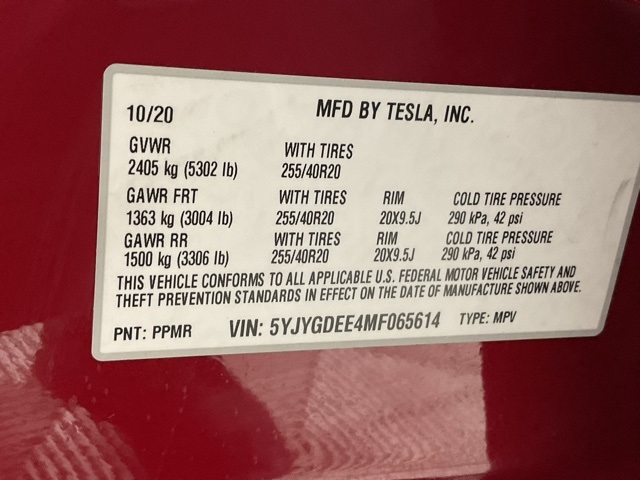 10/20 MFD BY TESLA, INC.
GVWR WITH TIRES
2405 kg (5302 lb) 255/40R20
GAWR FRT WITH TIRES RIM COLD TIRE PRESSURE
1363 kg (3004 lb) 255/40R20 20X9.5J 290 kPa, 42 psi
GAWR RR WITH TIRES RIM COLD TIRE PRESSURE
1500 kg (3306 lb) 255/40R20 20X9.5J 290 kPa, 42 psi
THIS VEHICLE CONFORMS TO ALL APPLICABLE U.S. FEDERAL MOTOR VEHICLE SAFETY AND
THEFT PREVENTION STANDARDS IN EFFECT ON THE DATE OF MANUFACTURE SHOWN ABOVE.
PNT: PPMR VIN: 5YJYGDEE4MF065614 TYPE: MPV